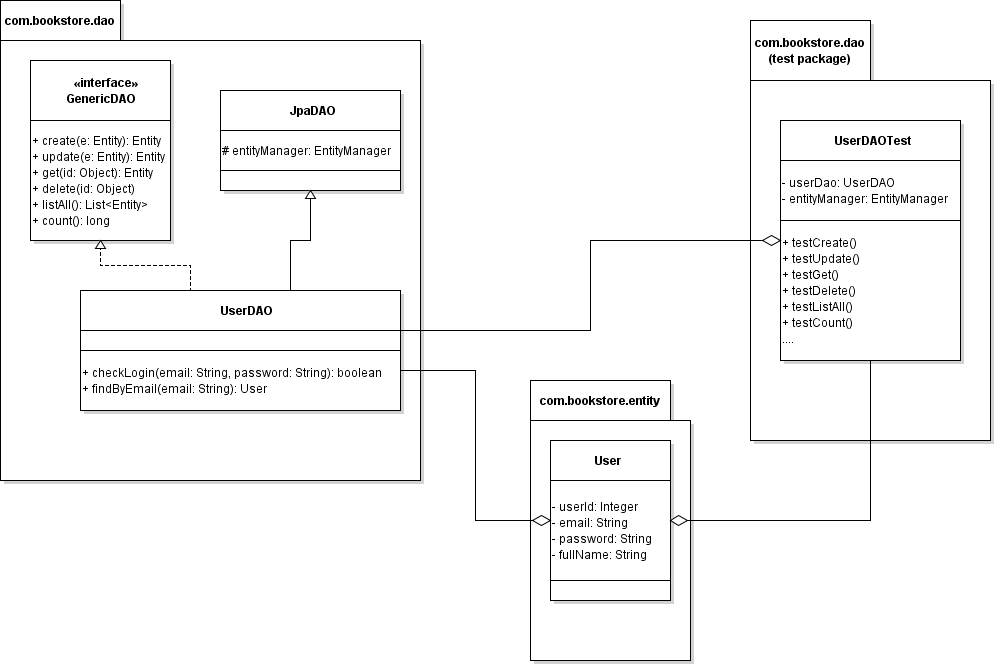 com.bookstore.dao
«interface»
GenericDAO
+ create(e: Entity): Entity
+ update(e: Entity): Entity
+ get(id: Object): Entity
+ delete(id: Object)
+ listAll(): List<Entity>
+ count(): long
JpaDAO
# entityManager: EntityManager
UserDAO
+ checkLogin(email: String, password: String): boolean
+ findByEmail(email: String): User
com.bookstore.dao
(test package)
UserDAOTest
- userDao: UserDAO
- entityManager: EntityManager
+ testCreate()
+ testUpdate()
+ testGet()
+ testDelete()
+ testListAll()
+ testCount()
....
com.bookstore.entity
User
- userId: Integer
- email: String
- password: String
- fullName: String